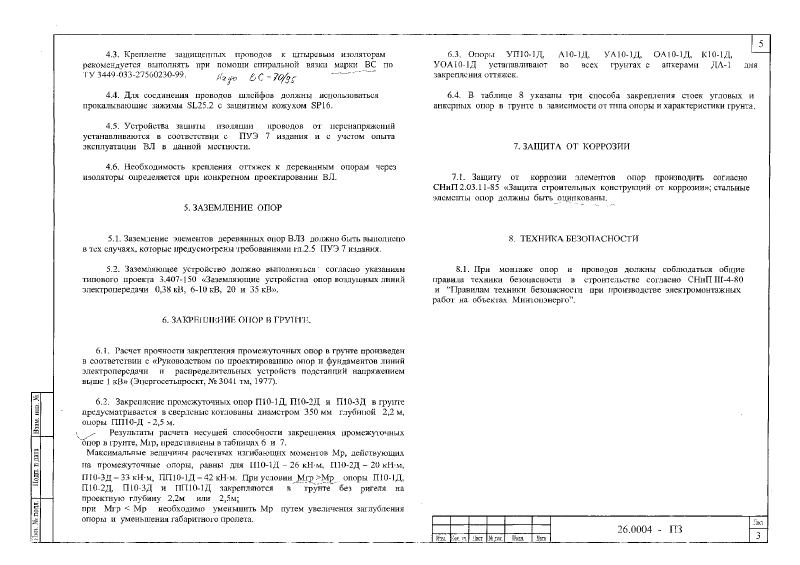 4.3. Крепление защищенных проводов к штыревым изоляторам
рекомендуется выполнять при помощи спиральной вязки марки ВС по
ТУ 3449-033-27560230-99. Надо ВС-70/95
4.4. Для соединения проводов шлейфов должны использоваться
прокалывающие зажимы SL25.2 с защитным кожухом SP16.
4.5. Устройства защиты изоляции проводов от перенапряжений
устанавливаются в соответствии с ПУЭ 7 издания и с учетом опыта
эксплуатации ВЛ в данной местности.
4.6. Необходимость крепления оттяжек к деревянным опорам через
изоляторы определяется при конкретном проектировании ВЛ.
5. ЗАЗЕМЛЕНИЕ ОПОР
5.1. Заземление элементов деревянных опор ВЛЗ должно быть выполнено
в тех случаях, которые предусмотрены требованиями гл.2.5 ПУЭ 7 издания.
5.2. Заземляющее устройство должно выполняться согласно указаниям
типового проекта 3.407-150 «Заземляющие устройства опор воздушных линий
электропередачи 0,38 кВ, 6-10 кВ, 20 и 35 кВ».
6. ЗАКРЕПЛЕНИЕ ОПОР В ГРУНТЕ.
6.1. Расчет прочности закрепления промежуточных опор в грунте произведен
в соответствии с «Руководством по проектированию опор и фундаментов линий
электропередачи и распределительных устройств подстанций напряжением
выше 1 кВ» (Энергосетьпроект, № 3041 тм, 1977).
6.2. Закрепление промежуточных опор П10-1Д, П10-2Д и П10-3Д в грунте
предусматривается в сверленые котлованы диаметром 350 мм глубиной 2,2 м,
опоры ПП10-Д - 2,5 м.
Результаты расчета несущей способности закрепления промежуточных
опор в грунте, Мгр, представлены в таблицах 6 и 7.
Максимальные величины расчетных изгибающих моментов Мр, действующих
на промежуточные опоры, равны для П10-1Д – 26 кН·м, П10-2Д – 20 кН·м,
П10-3Д – 33 кН·м, ПП10-1Д – 42 кН·м. При условии Мгр >Мр опоры П10-1Д,
П10-2Д, П10-3Д и ПП10-1Д закрепляются в грунте без ригеля на
проектную глубину 2,2м или 2,5м;
при Мгр < Мр необходимо уменьшить Мр путем увеличения заглубления
опоры и уменьшения габаритного пролета.
5
6.3. Опоры УП10-1Д, А10-1Д, УА10-1Д, ОА10-1Д, К10-1Д,
УОА10-1Д устанавливают во всех грунтах с анкерами ДА-1 для
закрепления оттяжек.
6.4. В таблице 8 указаны три способа закрепления стоек угловых и
анкерных опор в грунте в зависимости от типа опоры и характеристики грунта.
7. ЗАЩИТА ОТ КОРРОЗИИ
7.1. Защиту от коррозии элементов опор производить согласно
СНиП 2.03.11-85 «Защита строительных конструкций от коррозии»; стальные
элементы опор должны быть оцинкованы.
8. ТЕХНИКА БЕЗОПАСНОСТИ
8.1. При монтаже опор и проводов должны соблюдаться общие
правила техники безопасности в строительстве согласно СНиП III-4-80
и "Правилам техники безопасности при производстве электромонтажных
работ на объектах Минтопэнерго".
Взам. инв. №
Подп. и дата
Инв. № подл.
Изм. Кол. уч Лист № док. Подп. Дата
26.0004 - ПЗ
Лист
3